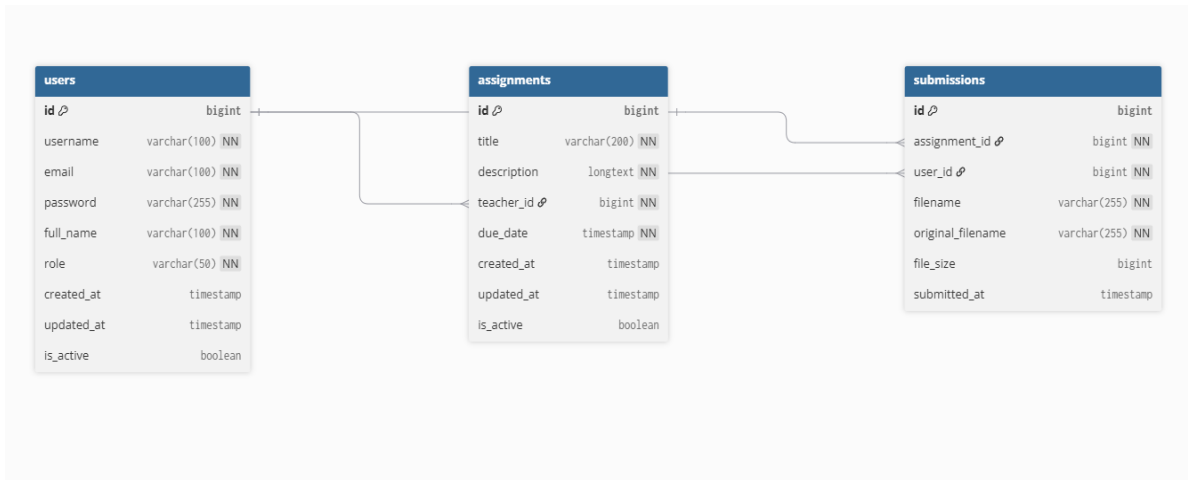 users
id bigint
username varchar(100) NN
email varchar(100) NN
password varchar(255) NN
full_name varchar(100) NN
role varchar(50) NN
created_at timestamp
updated_at timestamp
is_active boolean
assignments
id bigint
title varchar(200) NN
description longtext NN
teacher_id bigint NN
due_date timestamp NN
created_at timestamp
updated_at timestamp
is_active boolean
submissions
id bigint
assignment_id bigint NN
user_id bigint NN
filename varchar(255) NN
original_filename varchar(255) NN
file_size bigint
submitted_at timestamp